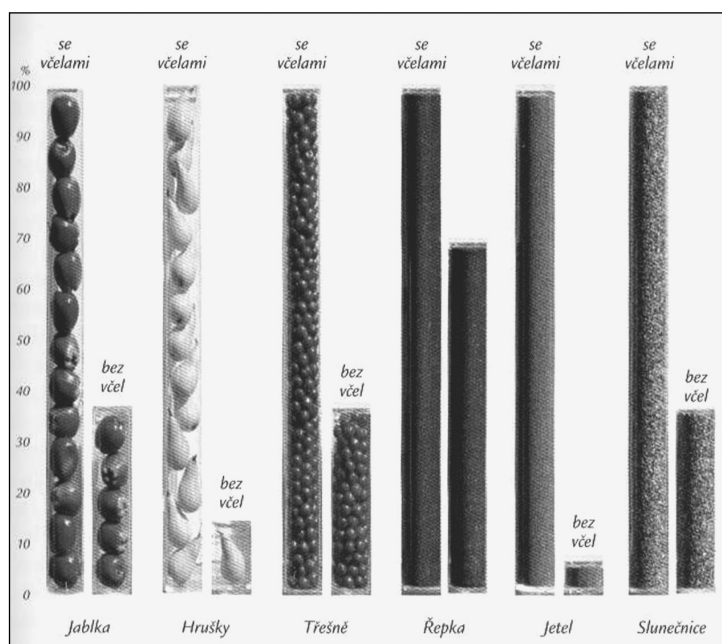 se
včelami
se
včelami
se
včelami
se
včelami
se
včelami
se
včelami
%
100
90
80
70
60
50
40
30
20
10
0
bez
včel
bez
včel
bez
včel
bez
včel
bez
včel
Jablka
Hrušky
Třešně
Řepka
Jetel
Slunečnice